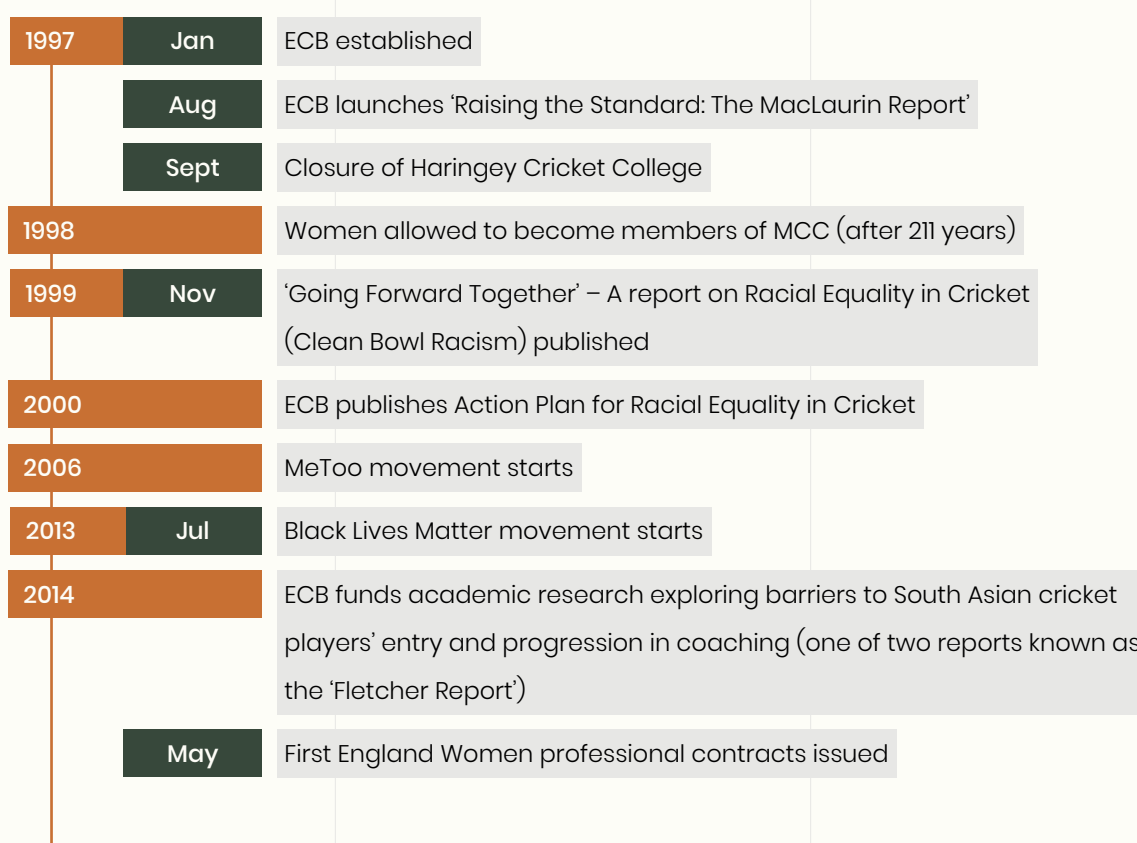 1997 Jan ECB established
Aug ECB launches ‘Raising the Standard: The MacLaurin Report’
Sept Closure of Haringey Cricket College
1998 Women allowed to become members of MCC (after 211 years)
1999 Nov ‘Going Forward Together’ – A report on Racial Equality in Cricket
(Clean Bowl Racism) published
2000 ECB publishes Action Plan for Racial Equality in Cricket
2006 MeToo movement starts
2013 Jul Black Lives Matter movement starts
2014 ECB funds academic research exploring barriers to South Asian cricket
players’ entry and progression in coaching (one of two reports known as
the ‘Fletcher Report’)
May First England Women professional contracts issued